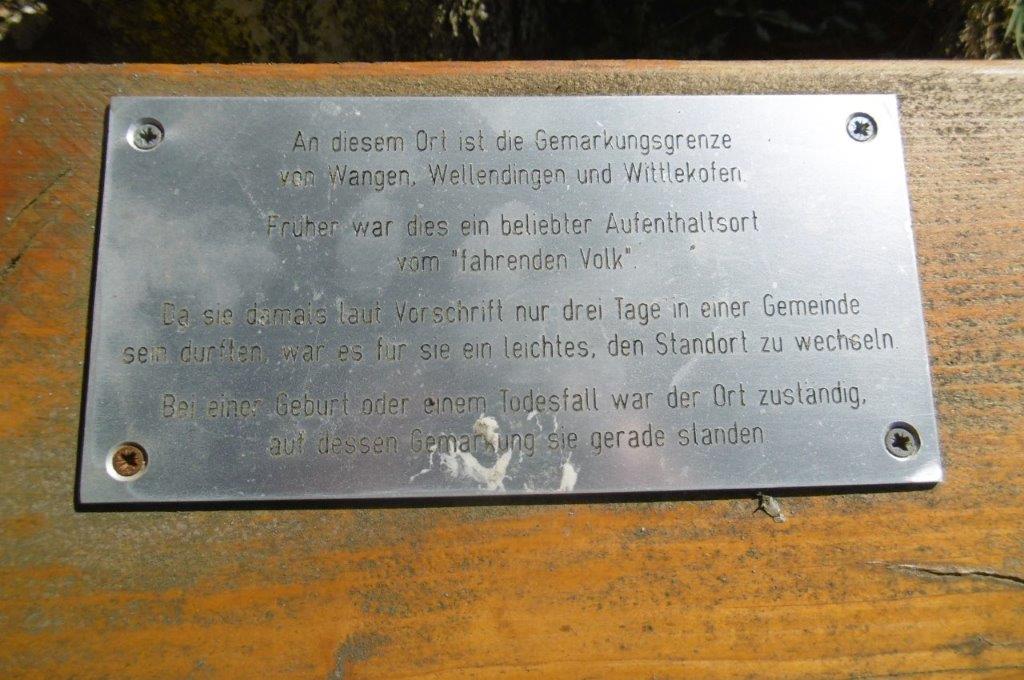 An diesem Ort ist die Gemarkungsgrenze
von Wangen, Wellendingen und Wittlekofen.
Früher war dies ein beliebter Aufenthaltsort
vom "fahrenden Volk".
Da sie damals laut Vorschrift nur drei Tage in einer Gemeinde
sein durften, war es für sie ein leichtes, den Standort zu wechseln.
Bei einer Geburt oder einem Todesfall war der Ort zuständig,
auf dessen Gemarkung sie gerade standen